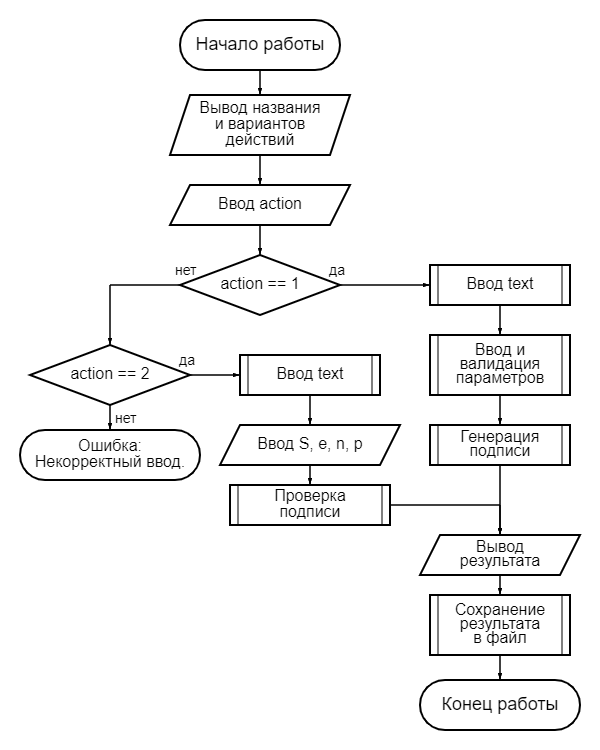 Начало работы
Вывод названия
и вариантов
действий
Ввод action
нет
action == 1
да
Ввод text
Ввод и
валидация
параметров
action == 2
да
Ввод text
нет
Ошибка:
Некорректный ввод.
Ввод S, e, n, p
Генерация
подписи
Проверка
подписи
Вывод
результата
Сохранение
результата
в файл
Конец работы